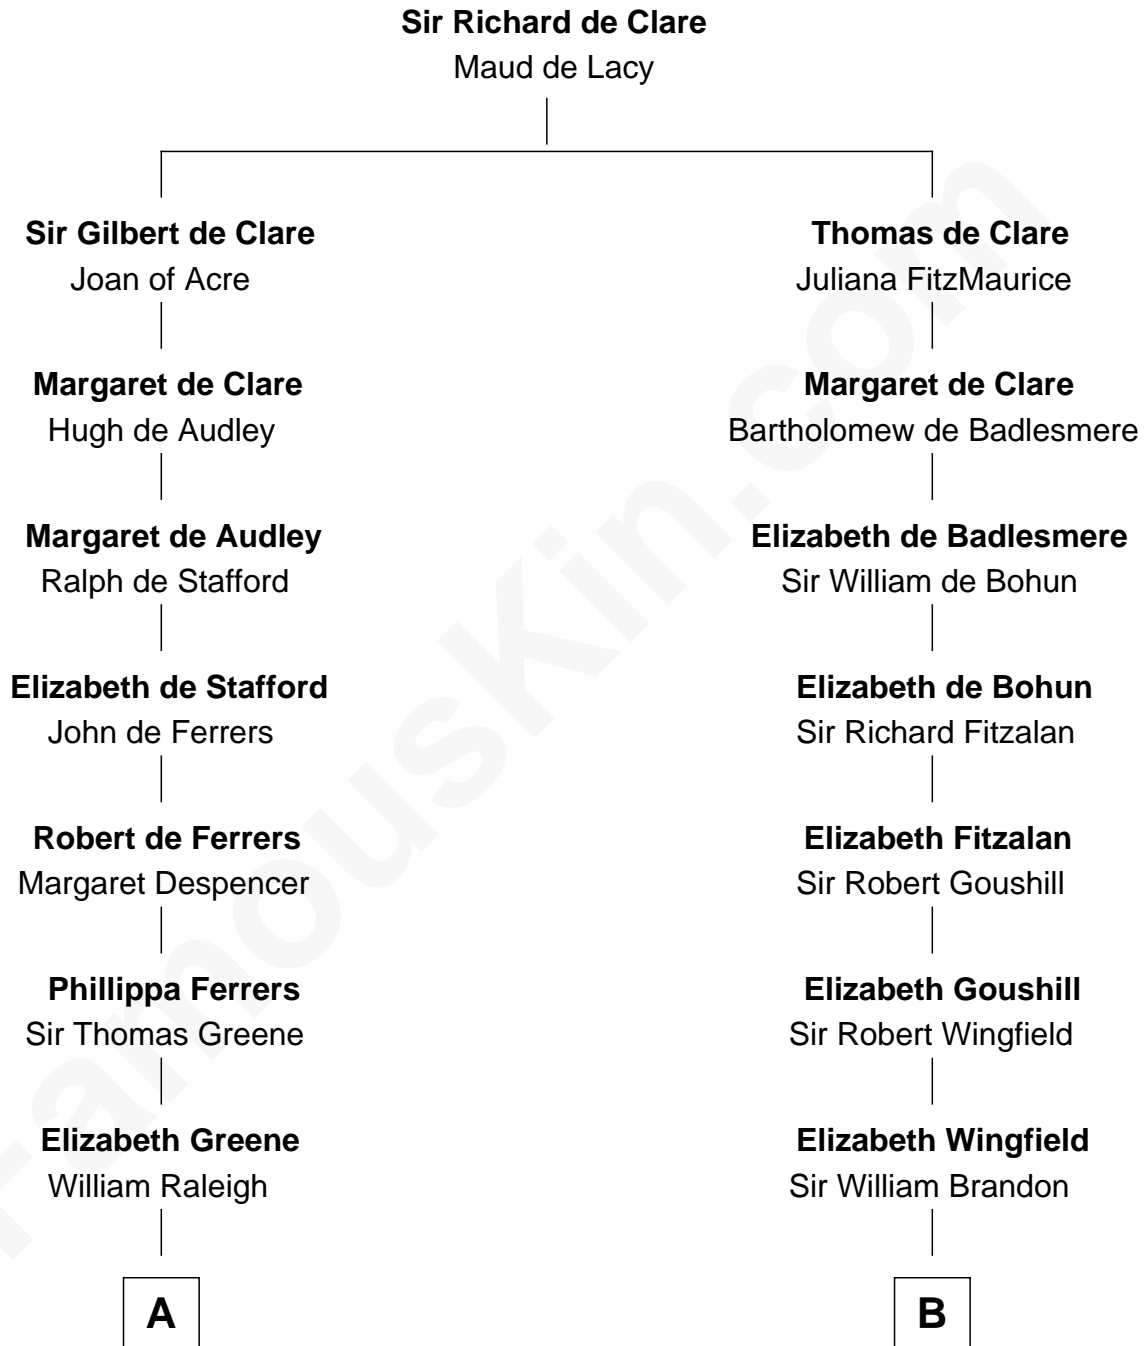 Sir Richard de Clare
Maud de Lacy
Sir Gilbert de Clare
Joan of Acre
Thomas de Clare
Juliana FitzMaurice
Margaret de Clare
Hugh de Audley
Margaret de Clare
Bartholomew de Badlesmere
Margaret de Audley
Ralph de Stafford
Elizabeth de Badlesmere
Sir William de Bohun
Elizabeth de Stafford
John de Ferrers
Elizabeth de Bohun
Sir Richard Fitzalan
Robert de Ferrers
Margaret Despencer
Elizabeth Fitzalan
Sir Robert Goushill
Phillippa Ferrers
Sir Thomas Greene
Elizabeth Goushill
Sir Robert Wingfield
Elizabeth Greene
William Raleigh
Elizabeth Wingfield
Sir William Brandon
A
B
FamousKin.com